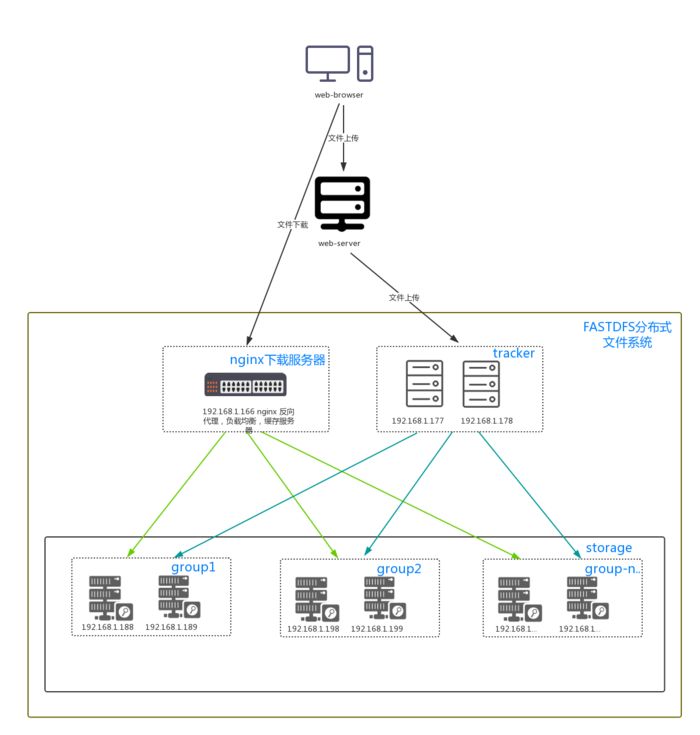 web-browser
文件上传
文件下载
web-server
文件上传
FASTDFS分布式
文件系统
nginx下载服务器
192.168.1.166 nginx 反向
代理，负载均衡，缓存服务
器
tracker
192.168.1.177
192.168.1.178
storage
group1
192.168.1.188
192.168.1.189
group2
192.168.1.198
192.168.1.199
group-n..
192.168.1...
192.168.1...